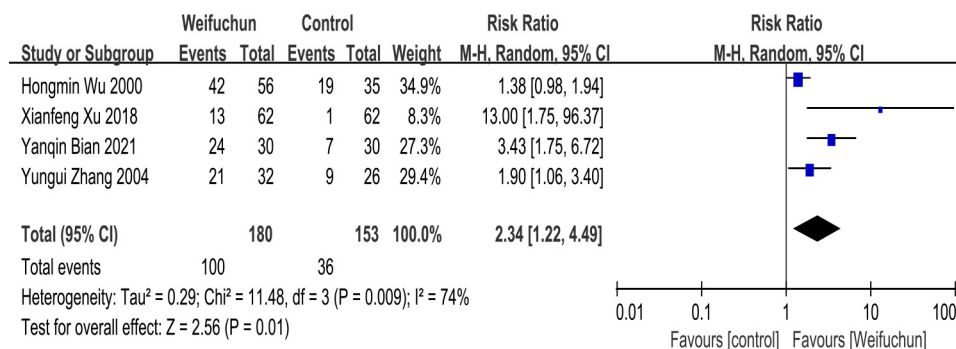 Weifuchun Control Risk Ratio Risk Ratio
Study or Subgroup Events Total Events Total Weight M-H, Random, 95% CI M-H, Random, 95% CI
Hongmin Wu 2000 42 56 19 35 34.9% 1.38 [0.98, 1.94]
Xianfeng Xu 2018 13 62 1 62 8.3% 13.00 [1.75, 96.37]
Yanqin Bian 2021 24 30 7 30 27.3% 3.43 [1.75, 6.72]
Yungui Zhang 2004 21 32 9 26 29.4% 1.90 [1.06, 3.40]
Total (95% CI) 180 153 100.0% 2.34 [1.22, 4.49]
Total events 100 36
Heterogeneity: Tau² = 0.29; Chi² = 11.48, df = 3 (P = 0.009); I² = 74%
Test for overall effect: Z = 2.56 (P = 0.01)
0.01 0.1 1 10 100
Favours [control] Favours [Weifuchun]